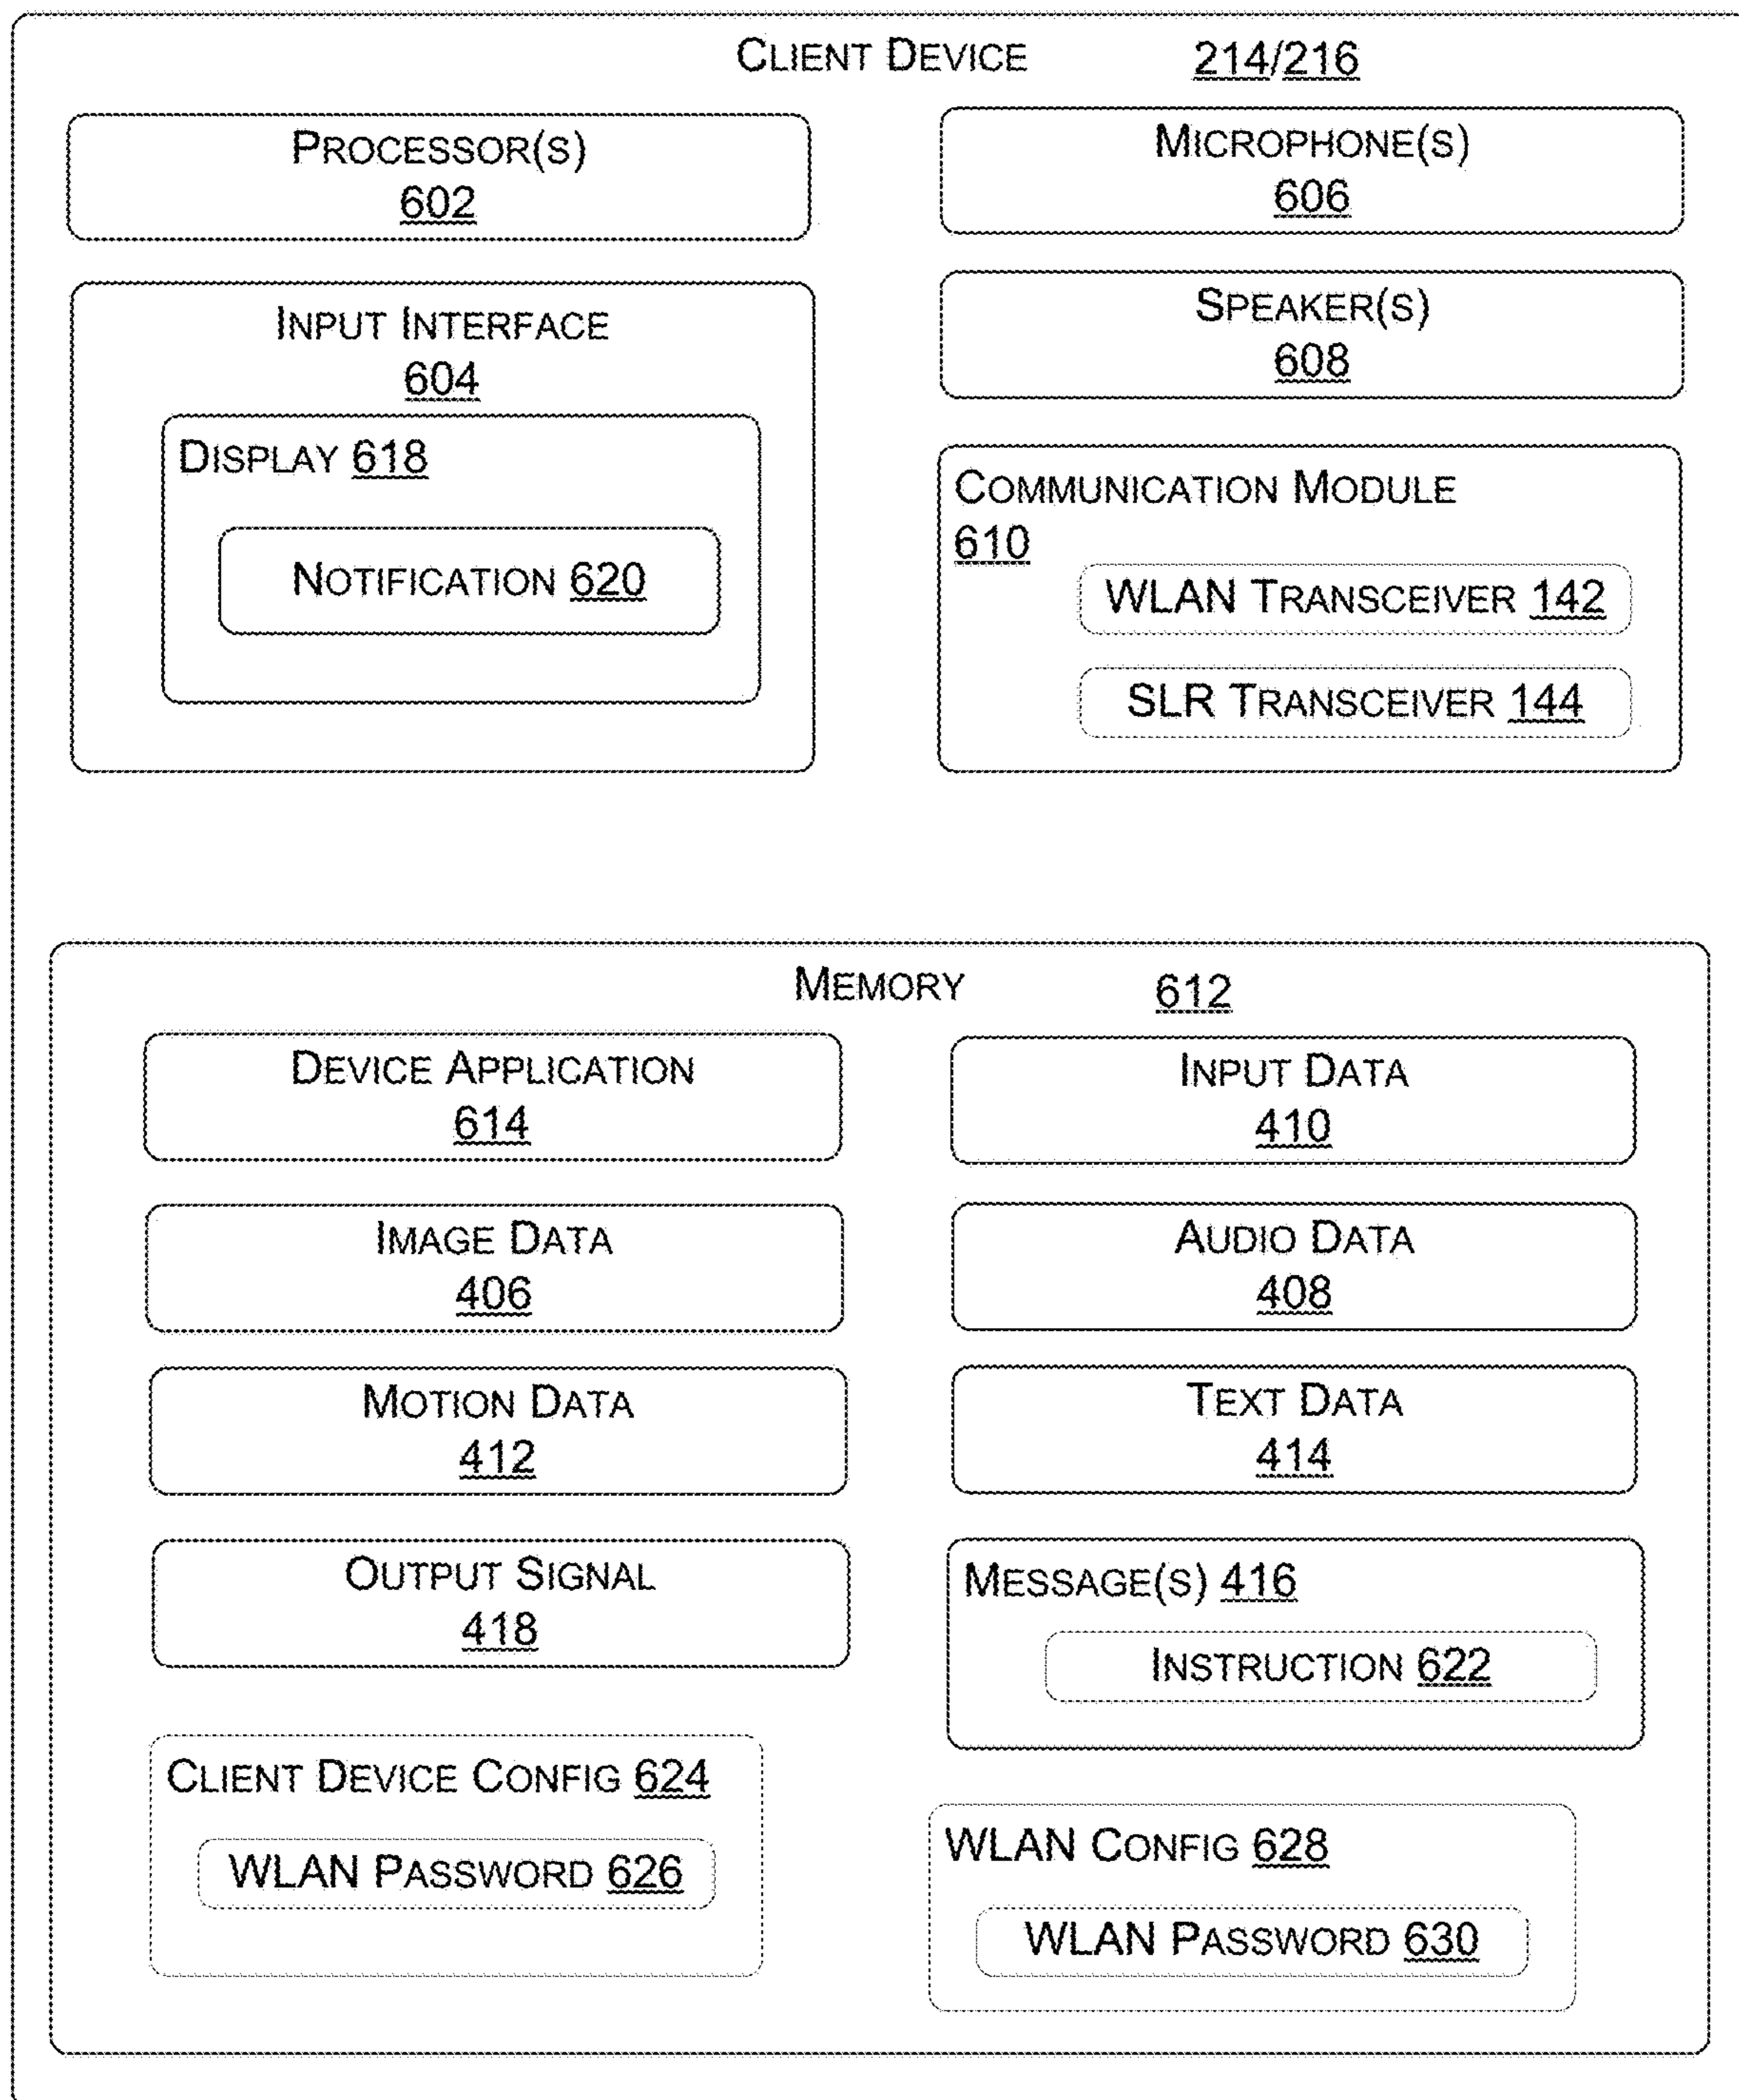 CLIENT DEVICE 214/216
PROCESSOR(S)
602
MICROPHONE(S)
606
INPUT INTERFACE
604
SPEAKER(S)
608
DISPLAY 618
NOTIFICATION 620
COMMUNICATION MODULE
610
WLAN TRANSCEIVER 142
SLR TRANSCEIVER 144
MEMORY 612
DEVICE APPLICATION
614
INPUT DATA
410
IMAGE DATA
406
AUDIO DATA
408
MOTION DATA
412
TEXT DATA
414
OUTPUT SIGNAL
418
MESSAGE(S) 416
INSTRUCTION 622
CLIENT DEVICE CONFIG 624
WLAN PASSWORD 626
WLAN CONFIG 628
WLAN PASSWORD 630